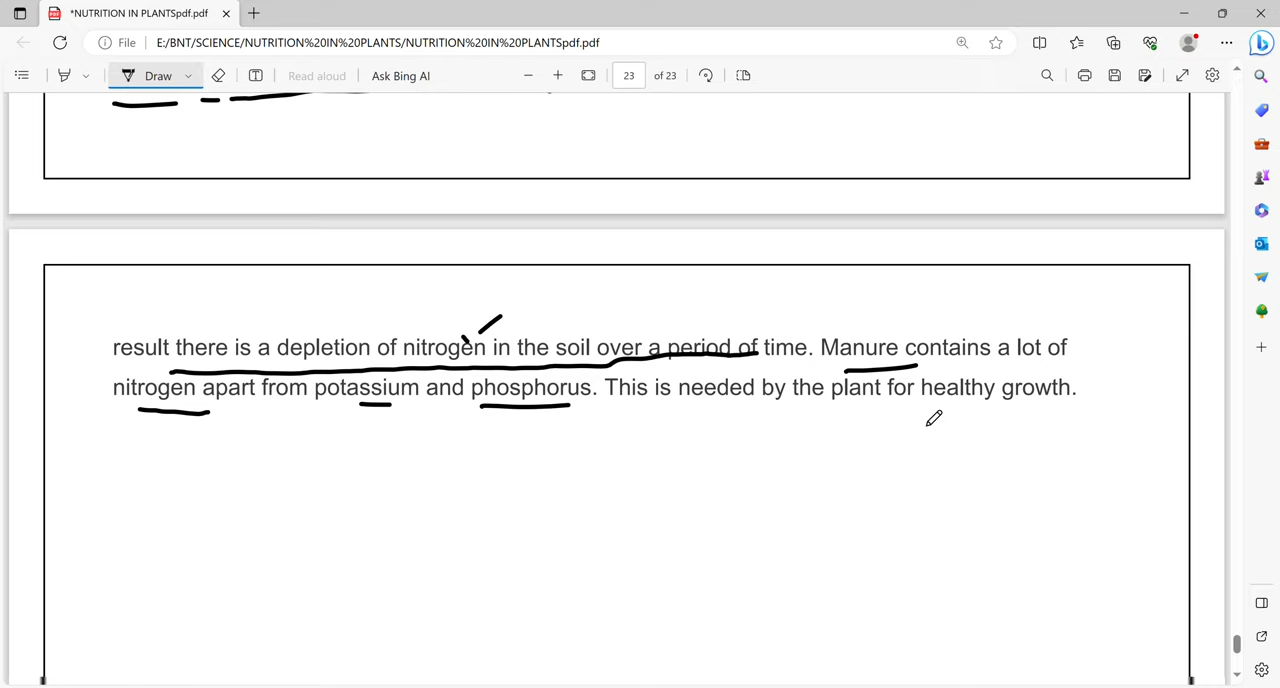 *NUTRITION IN PLANTSpdf.pdf
File E:/BNT/SCIENCE/NUTRITION%20IN%20PLANTS/NUTRITION%20IN%20PLANTSpdf.pdf
Draw Read aloud Ask Bing AI 23 of 23
result there is a depletion of nitrogen in the soil over a period of time. Manure contains a lot of
nitrogen apart from potassium and phosphorus. This is needed by the plant for healthy growth.